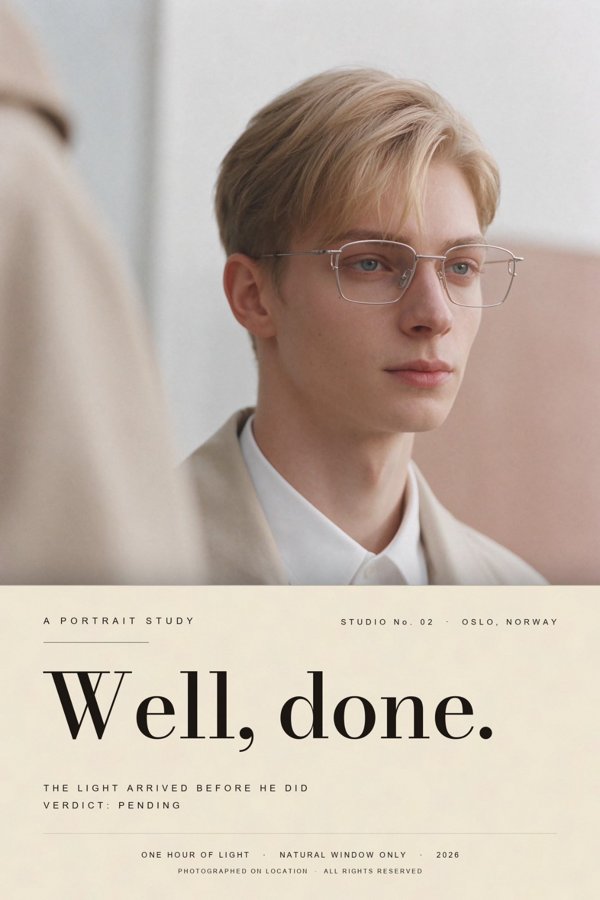 A PORTRAIT STUDY
STUDIO No. 02 · OSLO, NORWAY
Well, done.
THE LIGHT ARRIVED BEFORE HE DID
VERDICT: PENDING
ONE HOUR OF LIGHT · NATURAL WINDOW ONLY · 2026
PHOTOGRAPHED ON LOCATION · ALL RIGHTS RESERVED